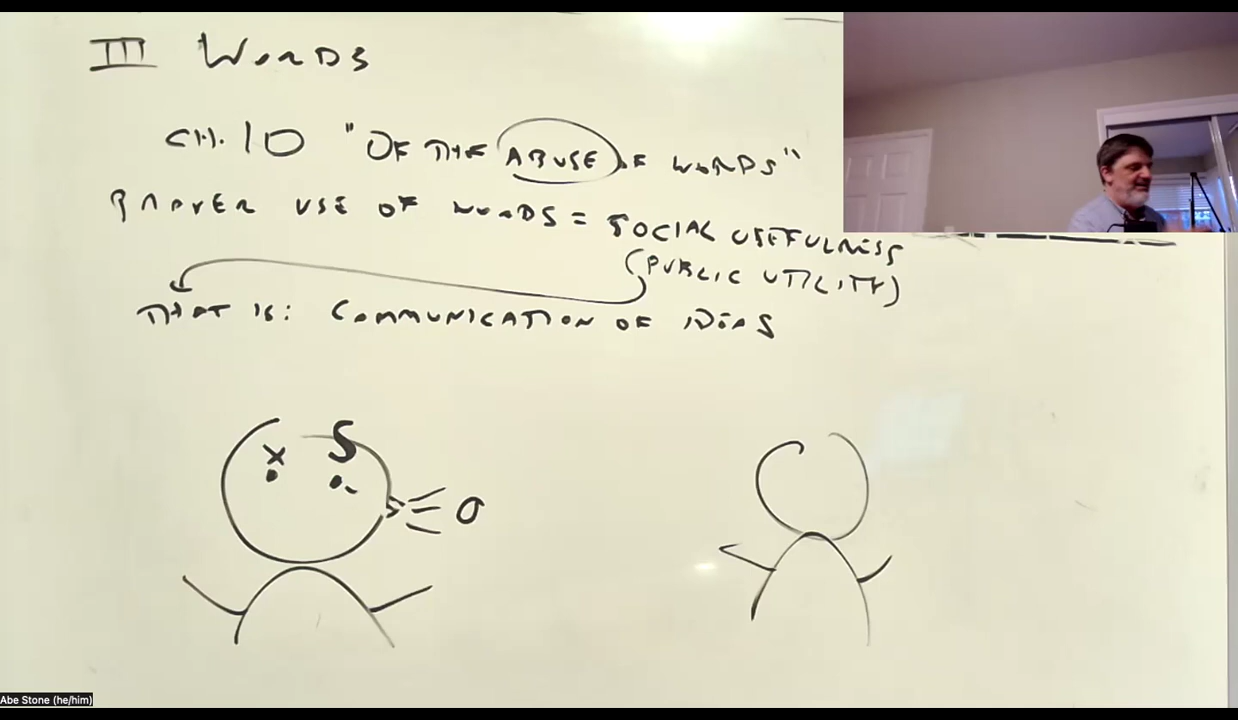 III WORDS
CH. 10 "OF THE ABUSE OF WORDS"
PROPER USE OF WORDS = SOCIAL USEFULNESS
(PUBLIC UTILITY)
THAT IS: COMMUNICATION OF IDEAS
X S
σ
Abe Stone (he/him)